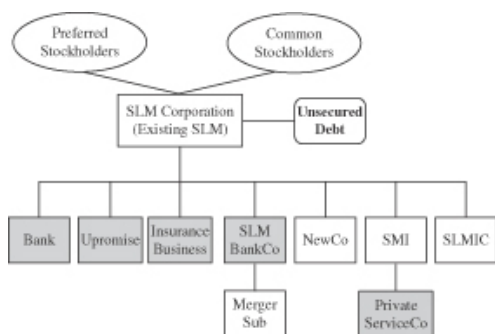 Preferred
Stockholders
Common
Stockholders
SLM Corporation
(Existing SLM)
Unsecured
Debt
Bank
Upromise
Insurance
Business
SLM
BankCo
NewCo
SMI
SLMIC
Merger
Sub
Private
ServiceCo